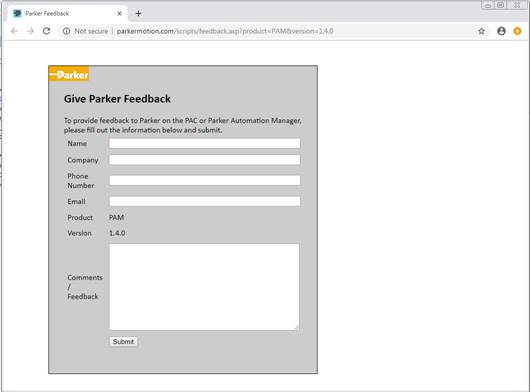 Parker Feedback
Not secure | parkermotion.com/scripts/feedback.asp?product=PAM&version=1.4.0
Parker
Give Parker Feedback
To provide feedback to Parker on the PAC or Parker Automation Manager,
please fill out the information below and submit.
Name
Company
Phone
Number
Email
Product PAM
Version 1.4.0
Comments
/
Feedback
Submit